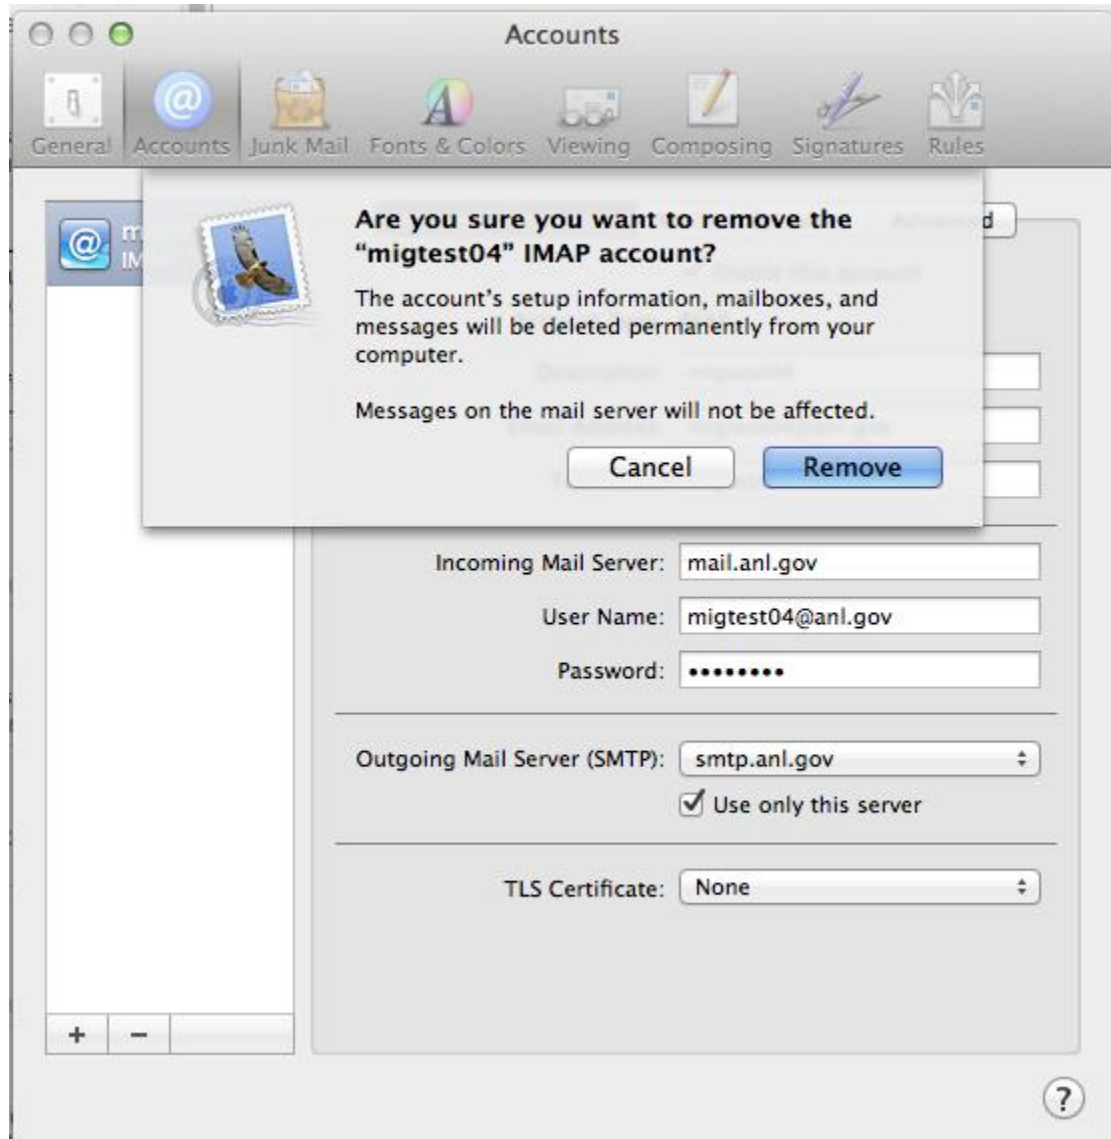 Accounts
General Accounts Junk Mail Fonts & Colors Viewing Composing Signatures Rules
Are you sure you want to remove the
“migtest04” IMAP account?
The account’s setup information, mailboxes, and
messages will be deleted permanently from your
computer.
Messages on the mail server will not be affected.
Cancel Remove
Incoming Mail Server: mail.anl.gov
User Name: migtest04@anl.gov
Password: ••••••••
Outgoing Mail Server (SMTP): smtp.anl.gov
Use only this server
TLS Certificate: None
+ −
?